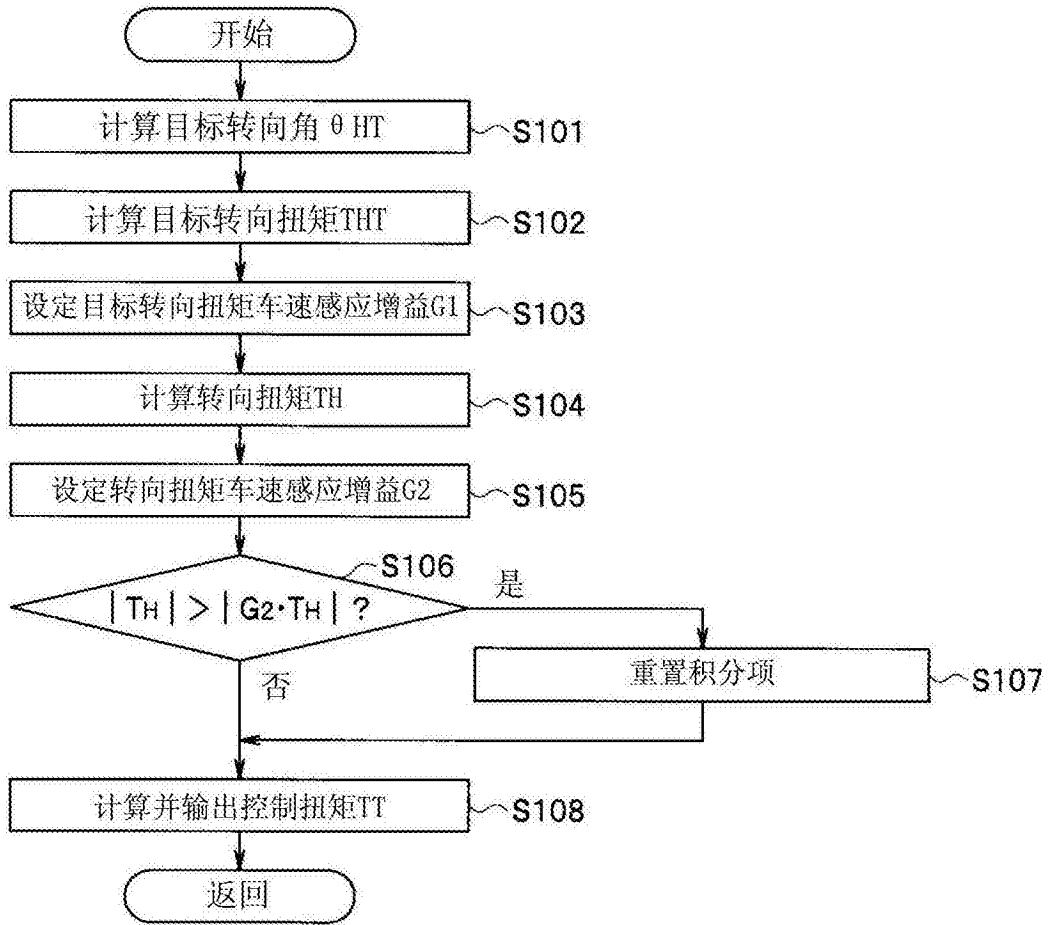 开始
计算目标转向角θHT
S101
计算目标转向扭矩THT
S102
设定目标转向扭矩车速感应增益G1
S103
计算转向扭矩TH
S104
设定转向扭矩车速感应增益G2
S105
S106
|TH|>|G2·TH|?
是
否
重置积分项
S107
计算并输出控制扭矩TT
S108
返回